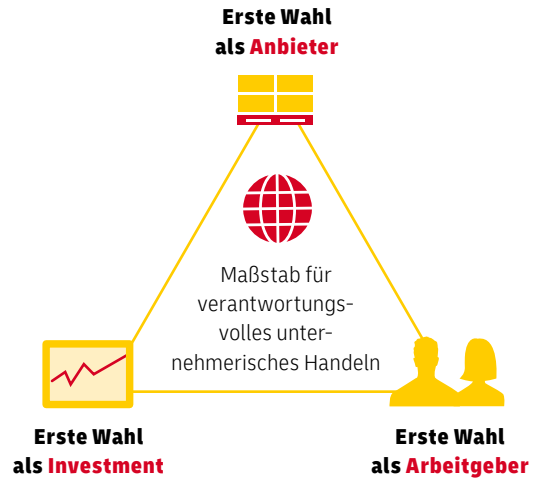 Erste Wahl
als Anbieter
Maßstab für
verantwortungs-
volles unter-
nehmerisches Handeln
Erste Wahl
als Investment
Erste Wahl
als Arbeitgeber